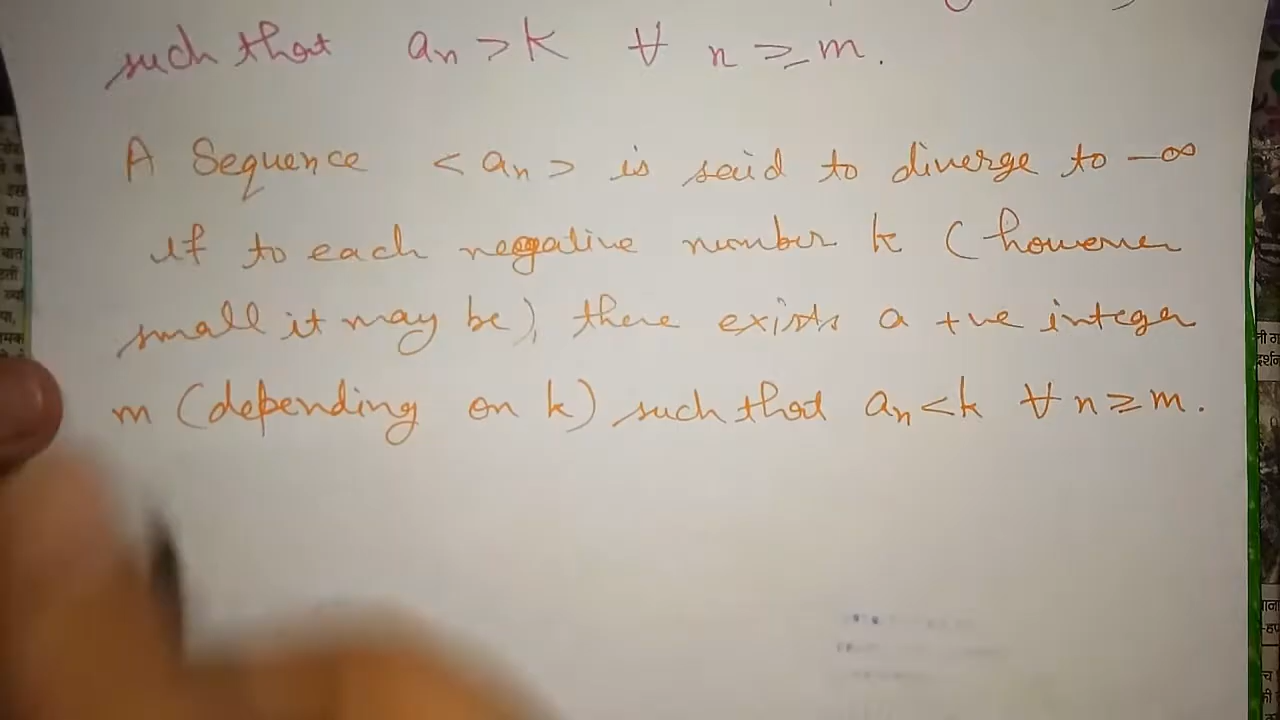 such that an > k ∀ n ≥ m.
A Sequence < an > is said to diverge to -∞
if to each negative number k (however
small it may be), there exists a +ve integer
m (depending on k) such that an < k ∀ n ≥ m.